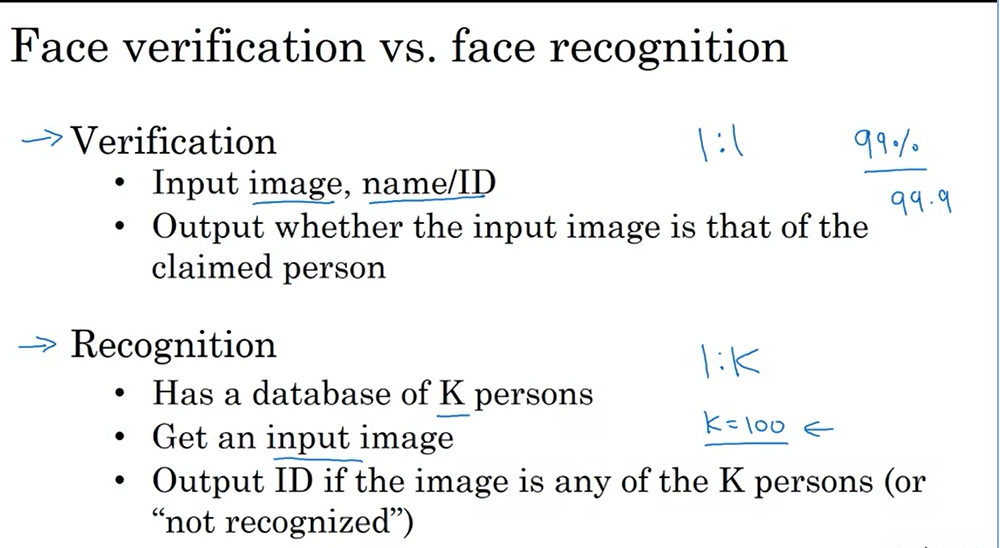 Face verification vs. face recognition
→ Verification
1:1
99%
99.9
• Input image, name/ID
• Output whether the input image is that of the
claimed person
→ Recognition
1:K
• Has a database of K persons
K=100 ←
• Get an input image
• Output ID if the image is any of the K persons (or
“not recognized”)